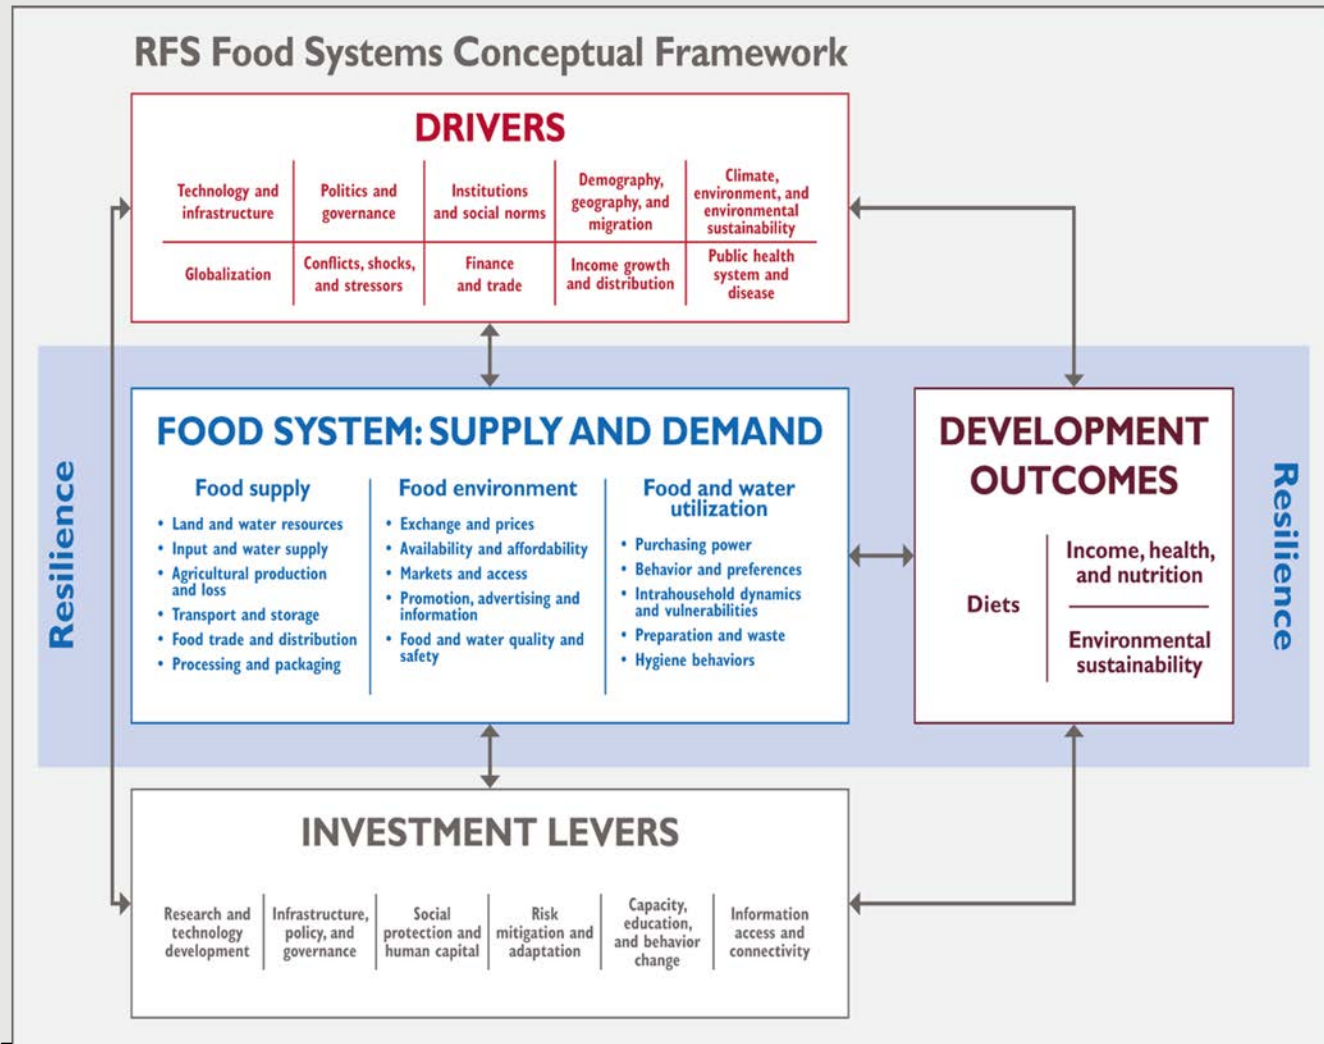 RFS Food Systems Conceptual Framework
DRIVERS
Technology and
infrastructure
Politics and
governance
Institutions
and social norms
Demography,
geography, and
migration
Climate,
environment, and
environmental
sustainability
Globalization
Conflicts, shocks,
and stressors
Finance
and trade
Income growth
and distribution
Public health
system and
disease
Resilience
FOOD SYSTEM: SUPPLY AND DEMAND
Food supply
• Land and water resources
• Input and water supply
• Agricultural production
and loss
• Transport and storage
• Food trade and distribution
• Processing and packaging
Food environment
• Exchange and prices
• Availability and affordability
• Markets and access
• Promotion, advertising and
information
• Food and water quality and
safety
Food and water
utilization
• Purchasing power
• Behavior and preferences
• Intrahousehold dynamics
and vulnerabilities
• Preparation and waste
• Hygiene behaviors
DEVELOPMENT
OUTCOMES
Diets
Income, health,
and nutrition
Environmental
sustainability
Resilience
INVESTMENT LEVERS
Research and
technology
development
Infrastructure,
policy, and
governance
Social
protection and
human capital
Risk
mitigation and
adaptation
Capacity,
education,
and behavior
change
Information
access and
connectivity